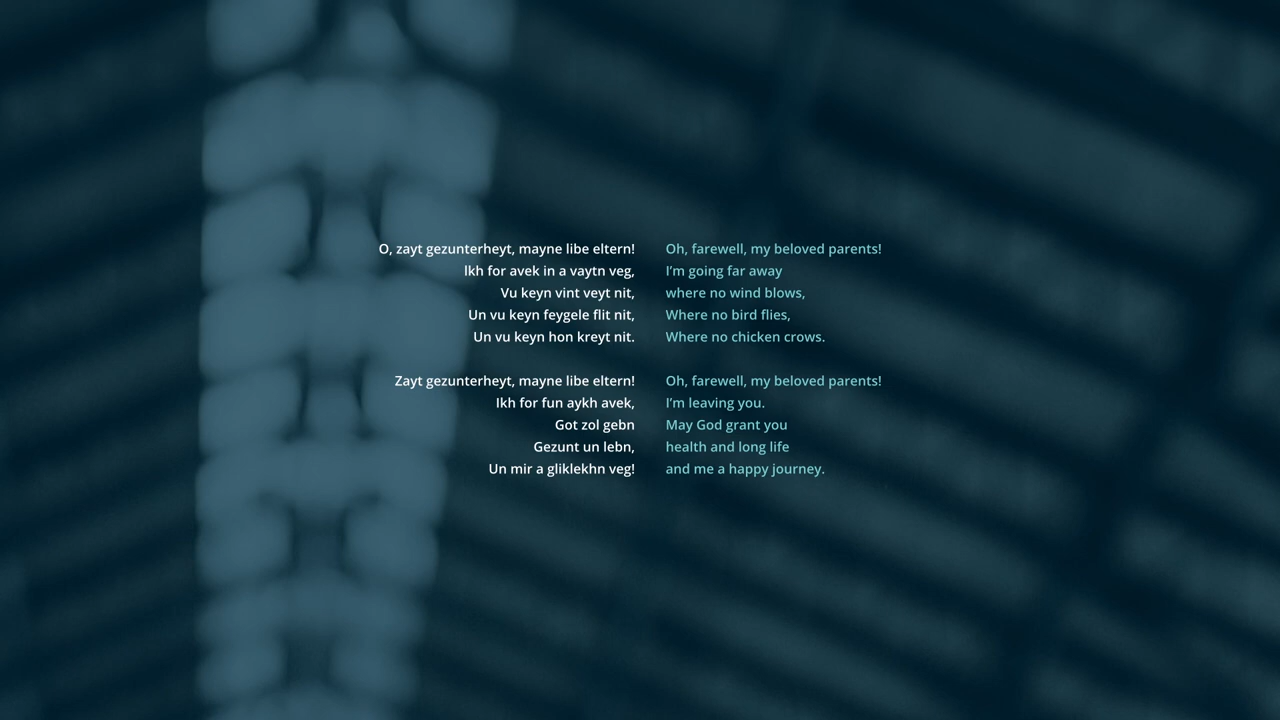 O, zayt gezunterheyt, mayne libe eltern!
Ikh for avek in a vaytn veg,
Vu keyn vint veyt nit,
Un vu keyn feygele flit nit,
Un vu keyn hon kreyt nit.
Zayt gezunterheyt, mayne libe eltern!
Ikh for fun aykh avek,
Got zol gebn
Gezunt un lebn,
Un mir a gliklekhn veg!
Oh, farewell, my beloved parents!
I’m going far away
where no wind blows,
Where no bird flies,
Where no chicken crows.
Oh, farewell, my beloved parents!
I’m leaving you.
May God grant you
health and long life
and me a happy journey.